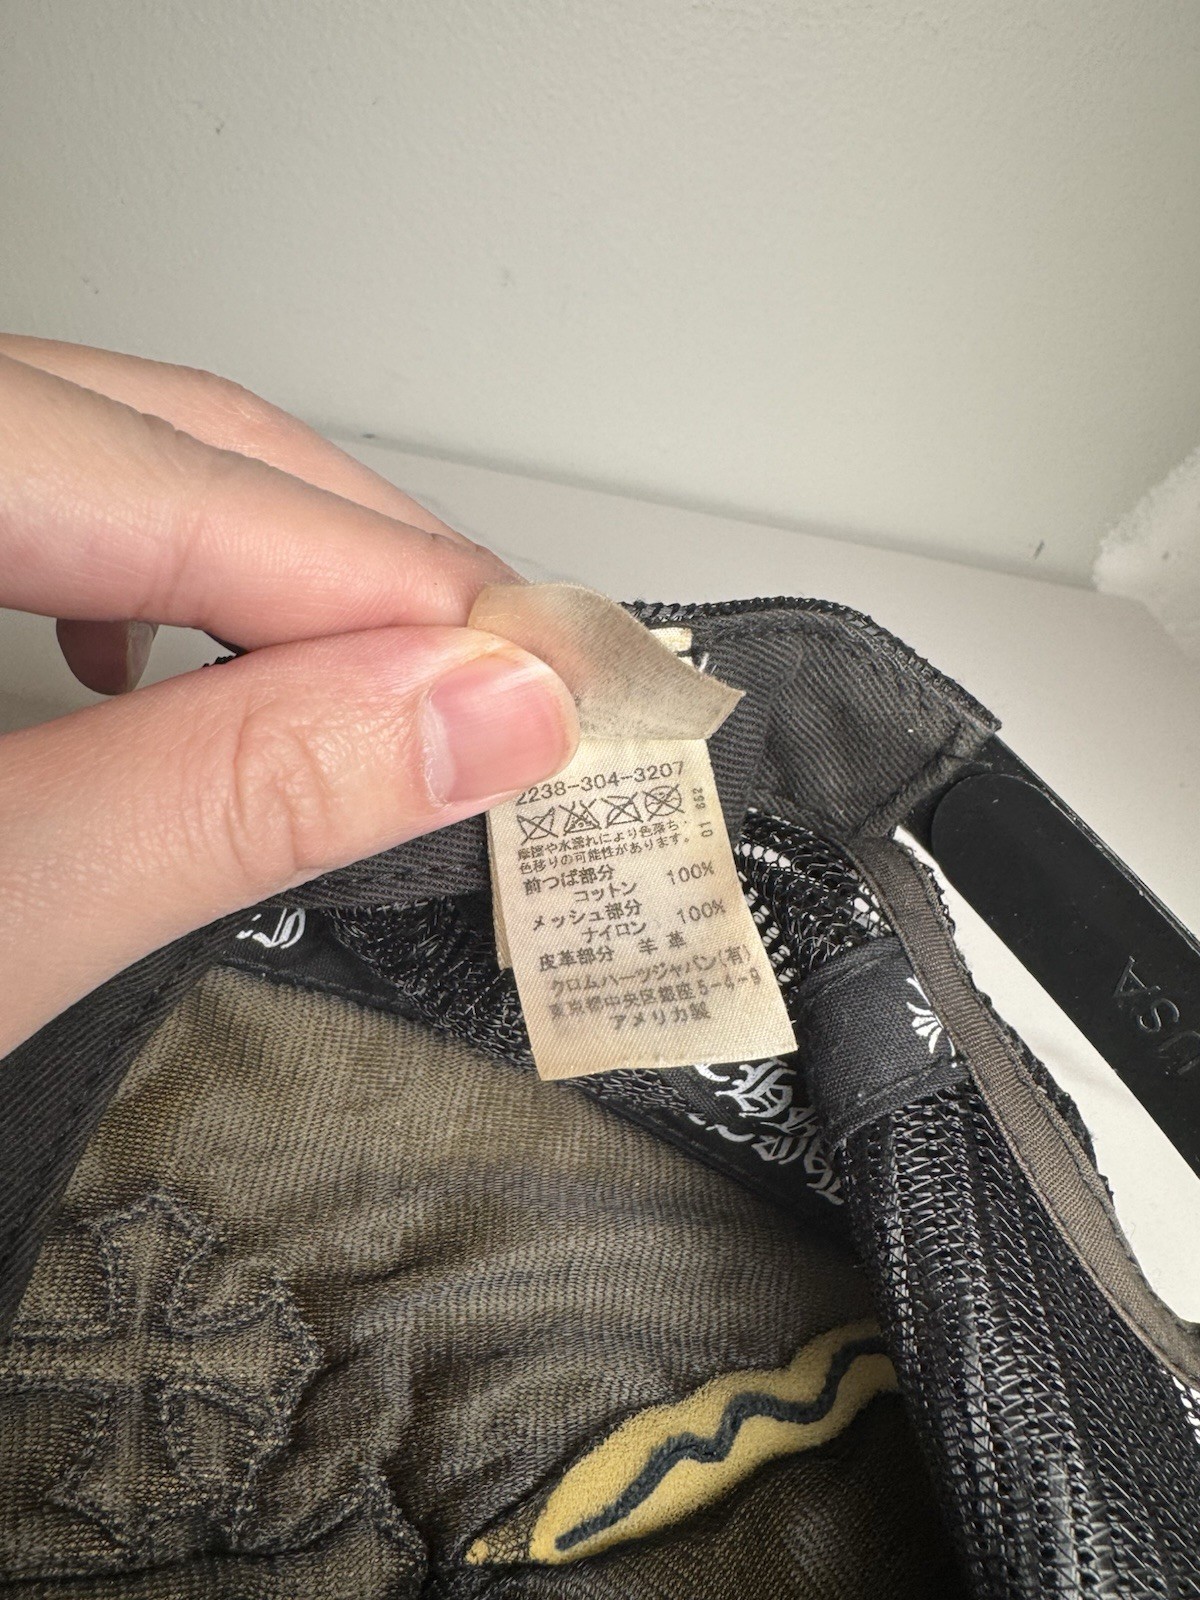 2238-304-3207
01 652
摩擦や水濡れにより色落ち・
色移りの可能性があります。
前つば部分
コットン 100%
メッシュ部分
ナイロン 100%
皮革部分 羊革
クロムハーツジャパン(有)
東京都中央区銀座5-4-9
アメリカ製
USA